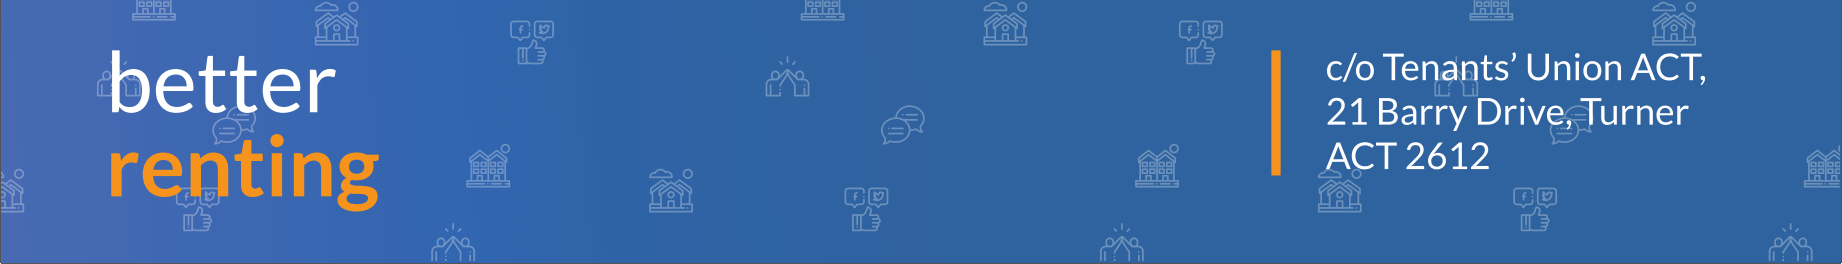 better
renting
c/o Tenants’ Union ACT,
21 Barry Drive, Turner
ACT 2612